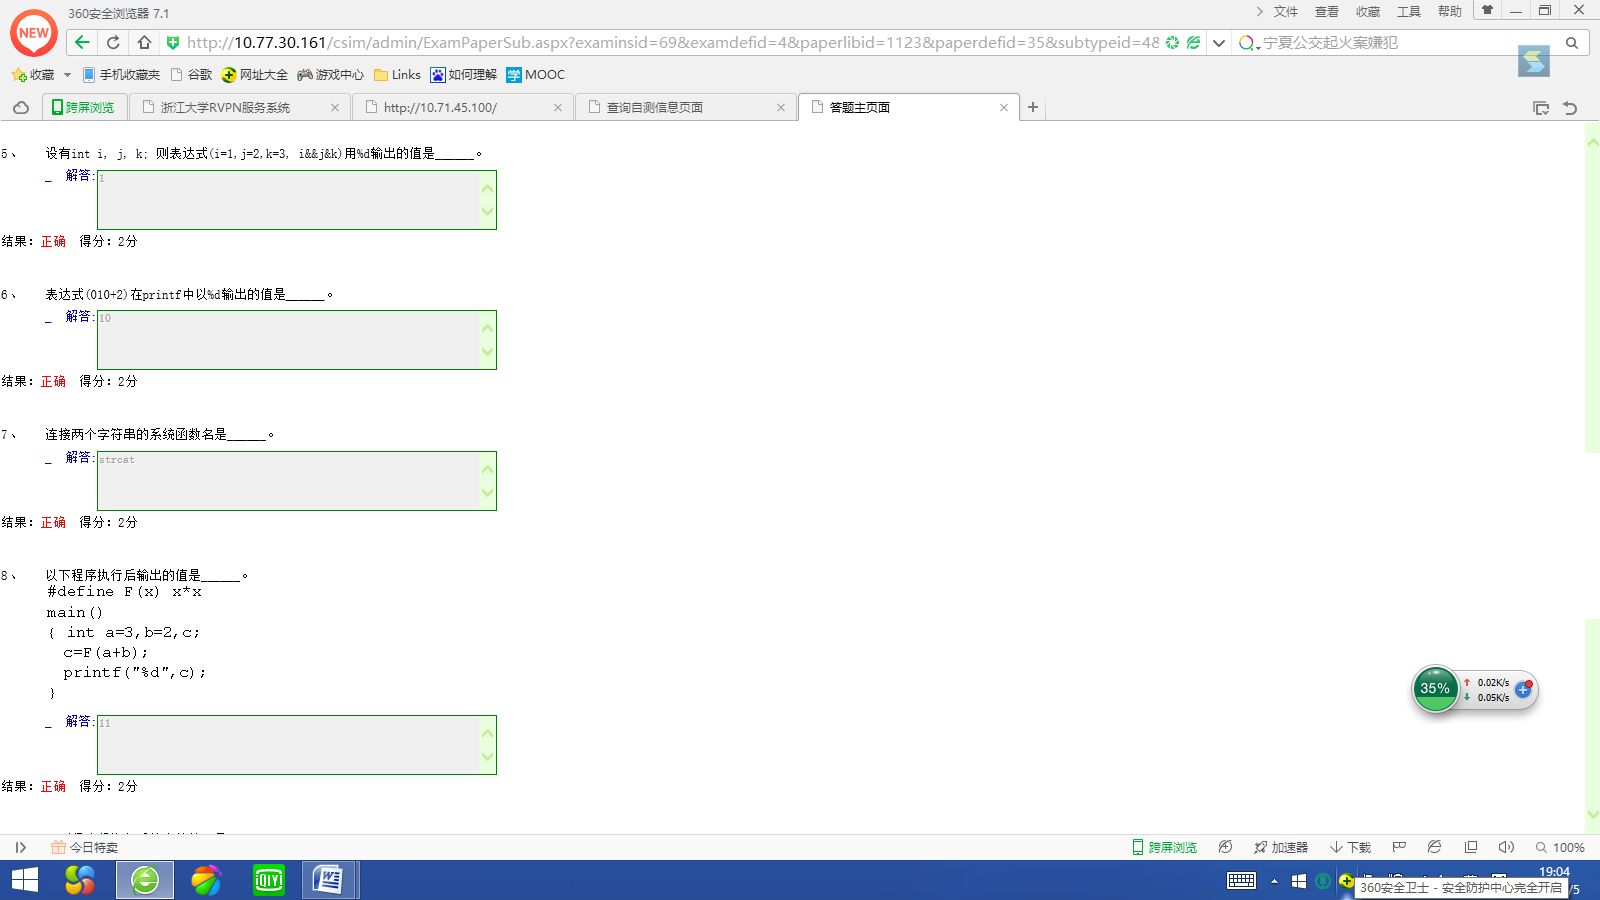 360安全浏览器 7.1
文件 查看 收藏 工具 帮助
NEW
http://10.77.30.161/csim/admin/ExamPaperSub.aspx?examinsid=69&examdefid=4&paperlibid=1123&paperdefid=35&subtypeid=4&
宁夏公交起火案嫌犯
收藏 手机收藏夹 谷歌 网址大全 游戏中心 Links 如何理解 MOOC
跨屏浏览 浙江大学RVPN服务系统 http://10.71.45.100/ 查询自测信息页面 答题主页面
5、 设有int i, j, k; 则表达式(i=1,j=2,k=3, i&&j&k)用%d输出的值是______。
_ 解答: 1
结果: 正确 得分: 2分
6、 表达式(010+2)在printf中以%d输出的值是______。
_ 解答: 10
结果: 正确 得分: 2分
7、 连接两个字符串的系统函数名是______。
_ 解答: strcat
结果: 正确 得分: 2分
8、 以下程序执行后输出的值是______。
#define F(x) x*x
main()
{ int a=3,b=2,c;
c=F(a+b);
printf("%d",c);
}
_ 解答: 11
结果: 正确 得分: 2分
35%
0.02K/s
0.05K/s
今日特卖
跨屏浏览 加速器 下载 100%
QIY
19:04
360安全卫士 - 安全防护中心完全开启
/5